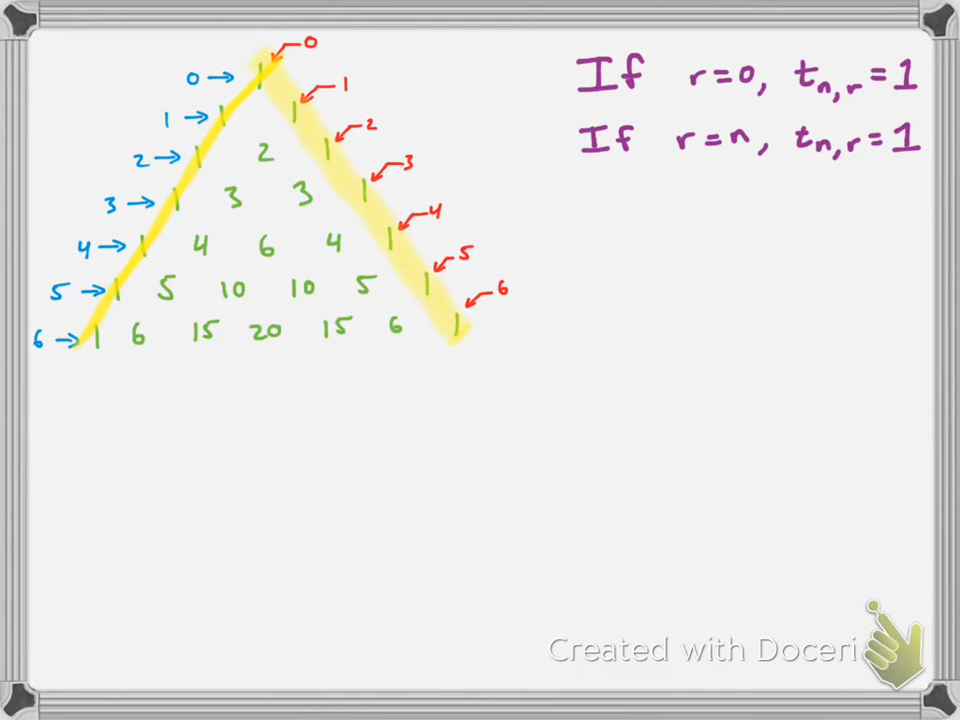 0 → 1 ← 0
1 → 1 1 ← 1
2 → 1 2 1 ← 2
3 → 1 3 3 1 ← 3
4 → 1 4 6 4 1 ← 4
5 → 1 5 10 10 5 1 ← 5
6 → 1 6 15 20 15 6 1 ← 6
If r=0, tn,r=1
If r=n, tn,r=1
Created with Doceri